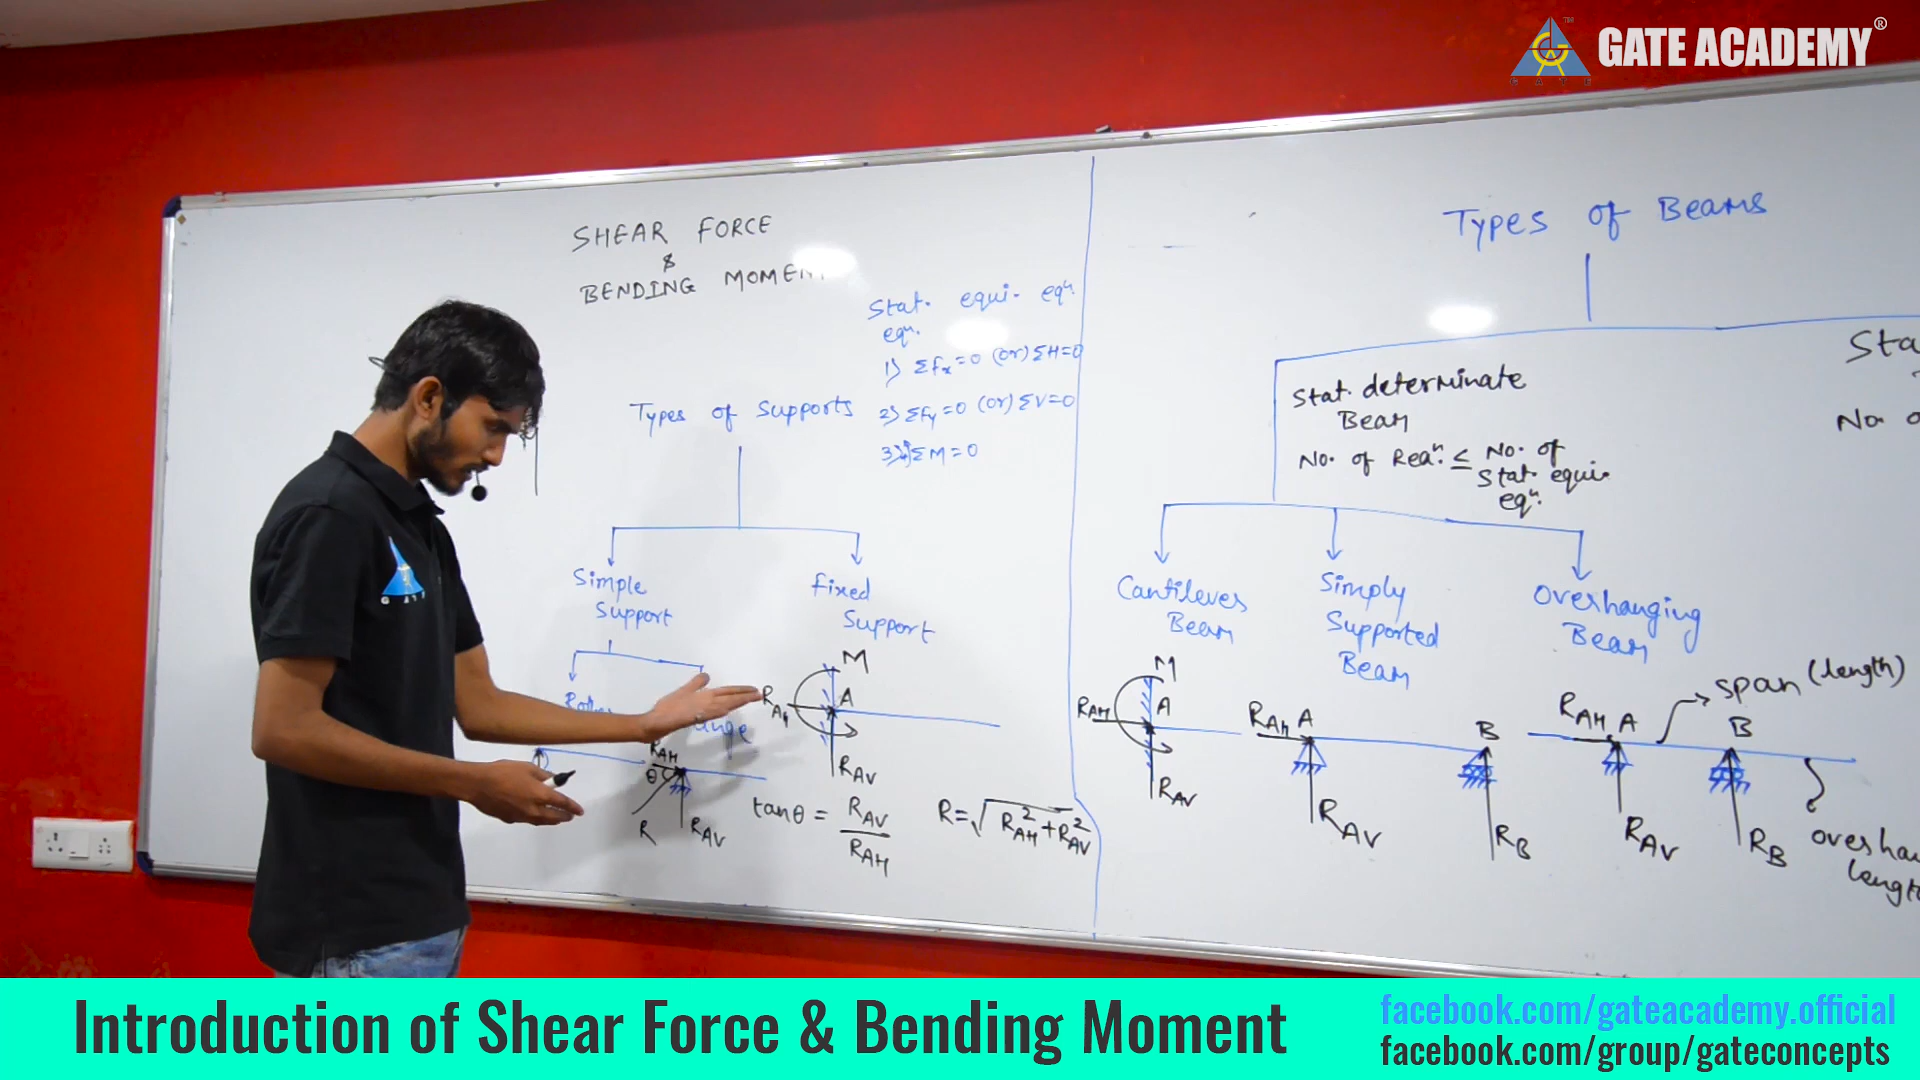 GATE ACADEMY®
GATE
SHEAR FORCE
&
BENDING MOMENT
Stat. equi. eqⁿ.
eqⁿ.
1) ΣFx=0 (or) ΣH=0
2) ΣFy=0 (or) ΣV=0
3) ΣM=0
Types of Supports
Simple
Support
Fixed
Support
M
A
RAH
RAV
RAH
θ
R
RAV
tanθ = RAV/RAH
R=√RAH²+RAV²
Types of Beams
Stat. determinate
Beam
No. of Reaⁿ. ≤ No. of
Stat. equi.
eqⁿ.
Sta
No. o
Cantilever
Beam
Simply
Supported
Beam
Overhanging
Beam
M
RAH
A
RAV
RAH A
B
RAV
RB
RAH A
B
span (length)
RAV
RB
overha
length
Introduction of Shear Force & Bending Moment
facebook.com/gateacademy.official
facebook.com/group/gateconcepts